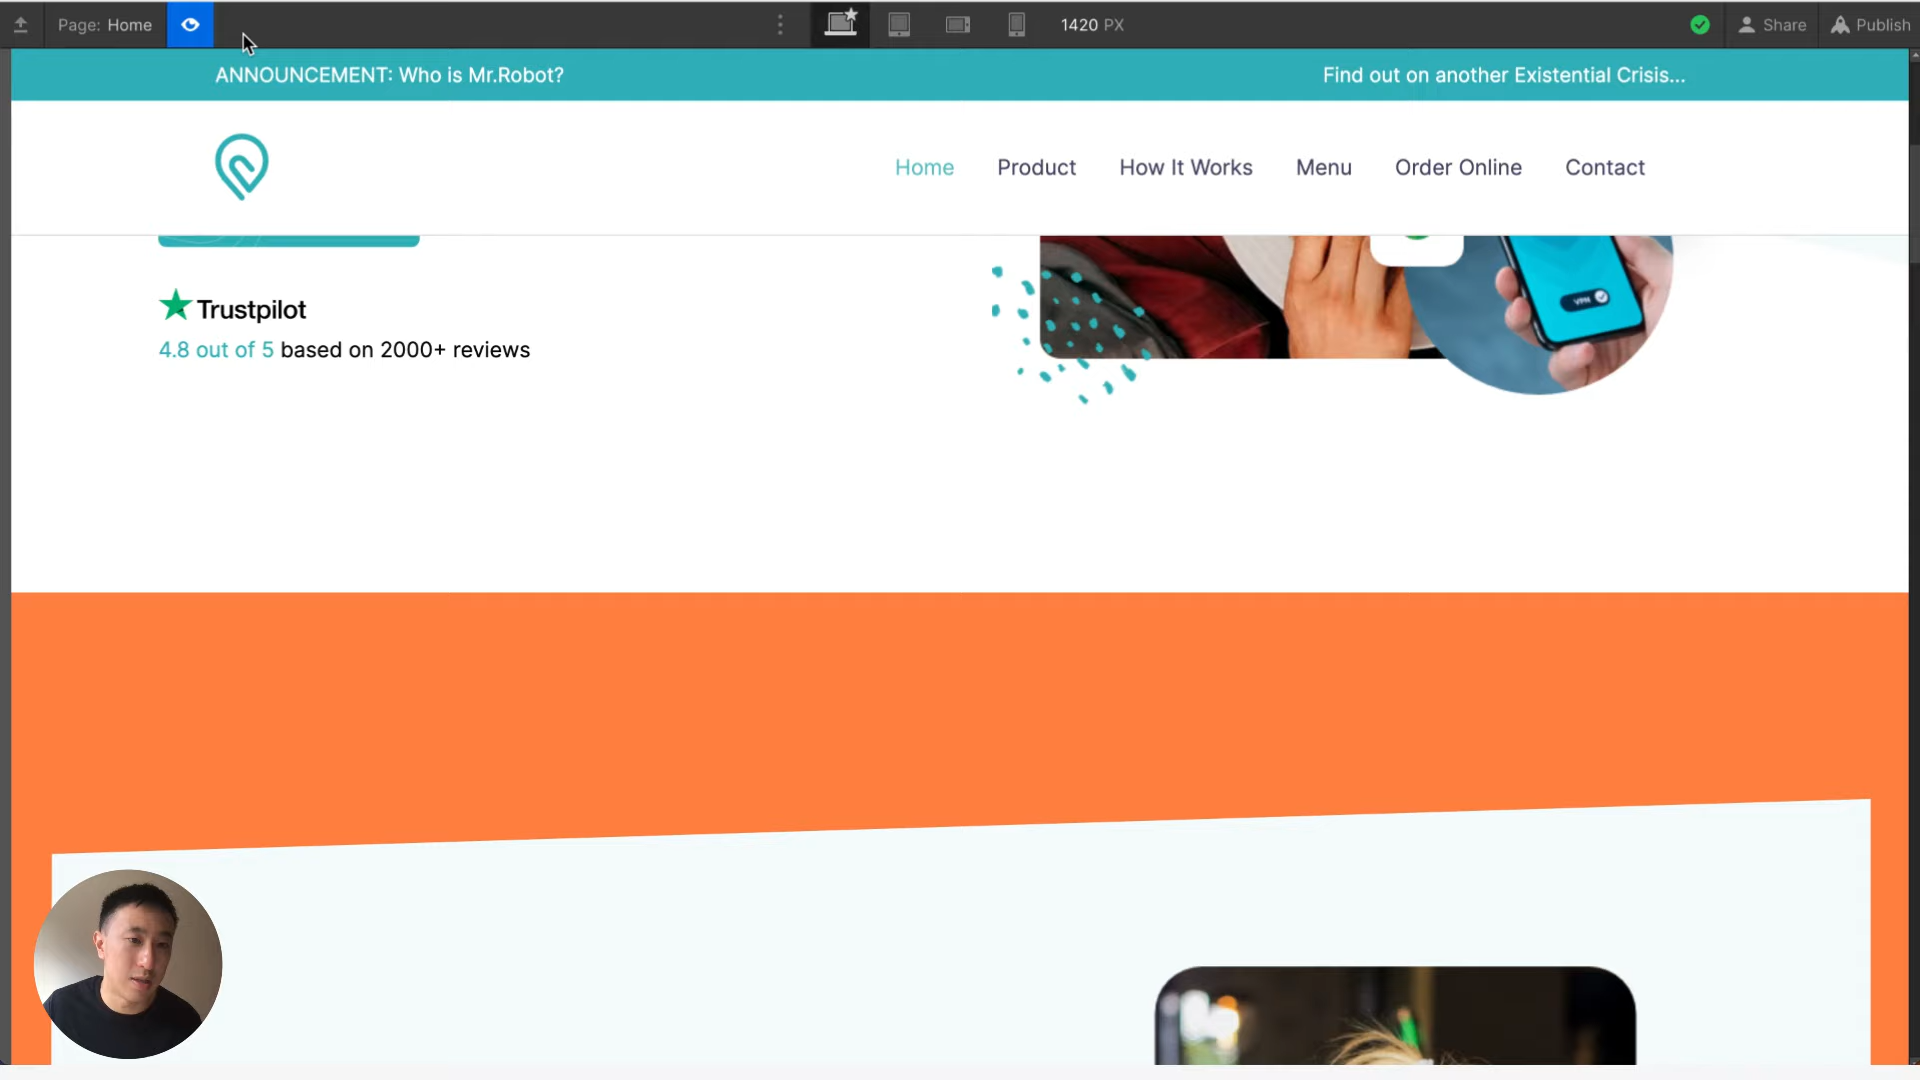 Page: Home
1420 PX
Share
Publish
ANNOUNCEMENT: Who is Mr.Robot?
Find out on another Existential Crisis...
Home
Product
How It Works
Menu
Order Online
Contact
VPN
Trustpilot
4.8 out of 5 based on 2000+ reviews